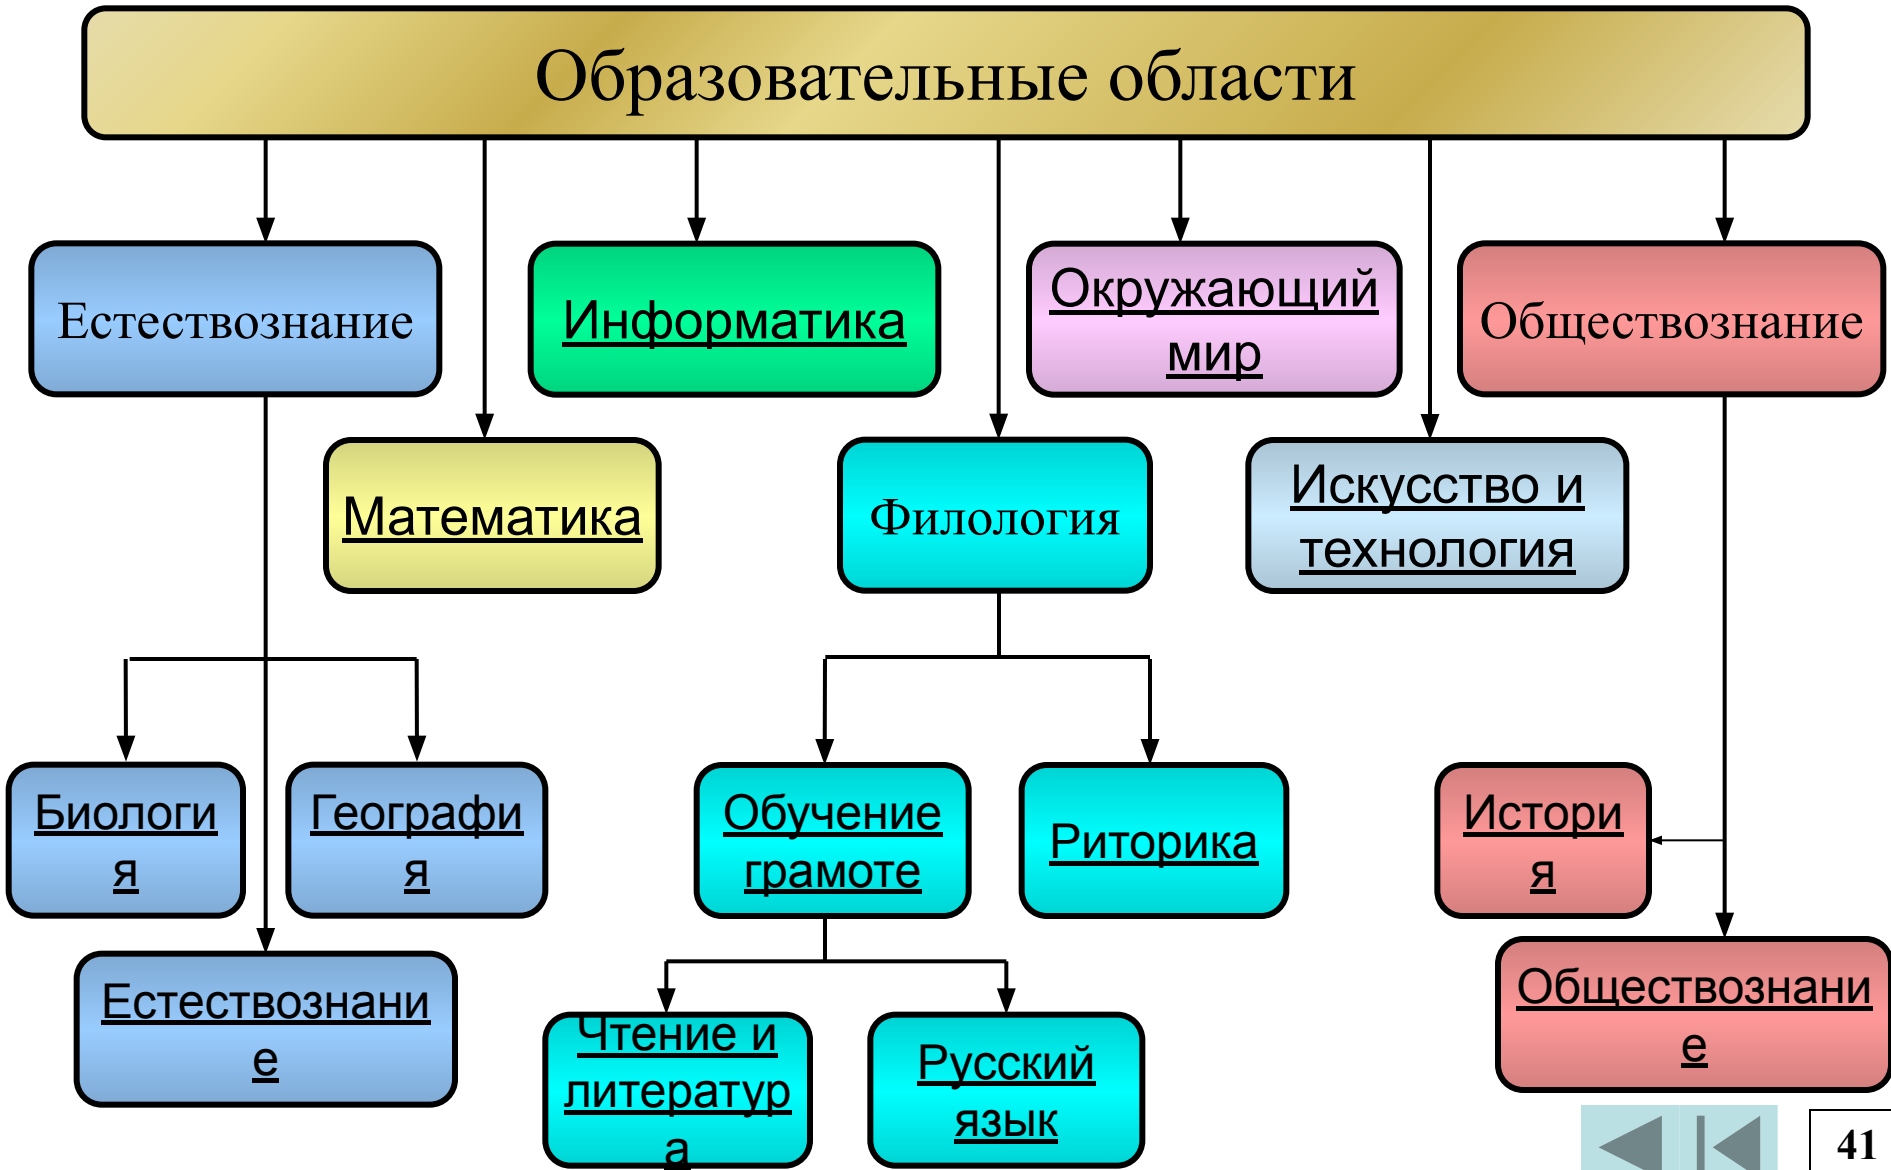 Образовательные области
Естествознание
Информатика
Окружающий
мир
Обществознание
Математика
Филология
Искусство и
технология
Биологи
я
Географи
я
Обучение
грамоте
Риторика
Истори
я
Естествознани
е
Чтение и
литератур
а
Русский
язык
Обществознани
е
41